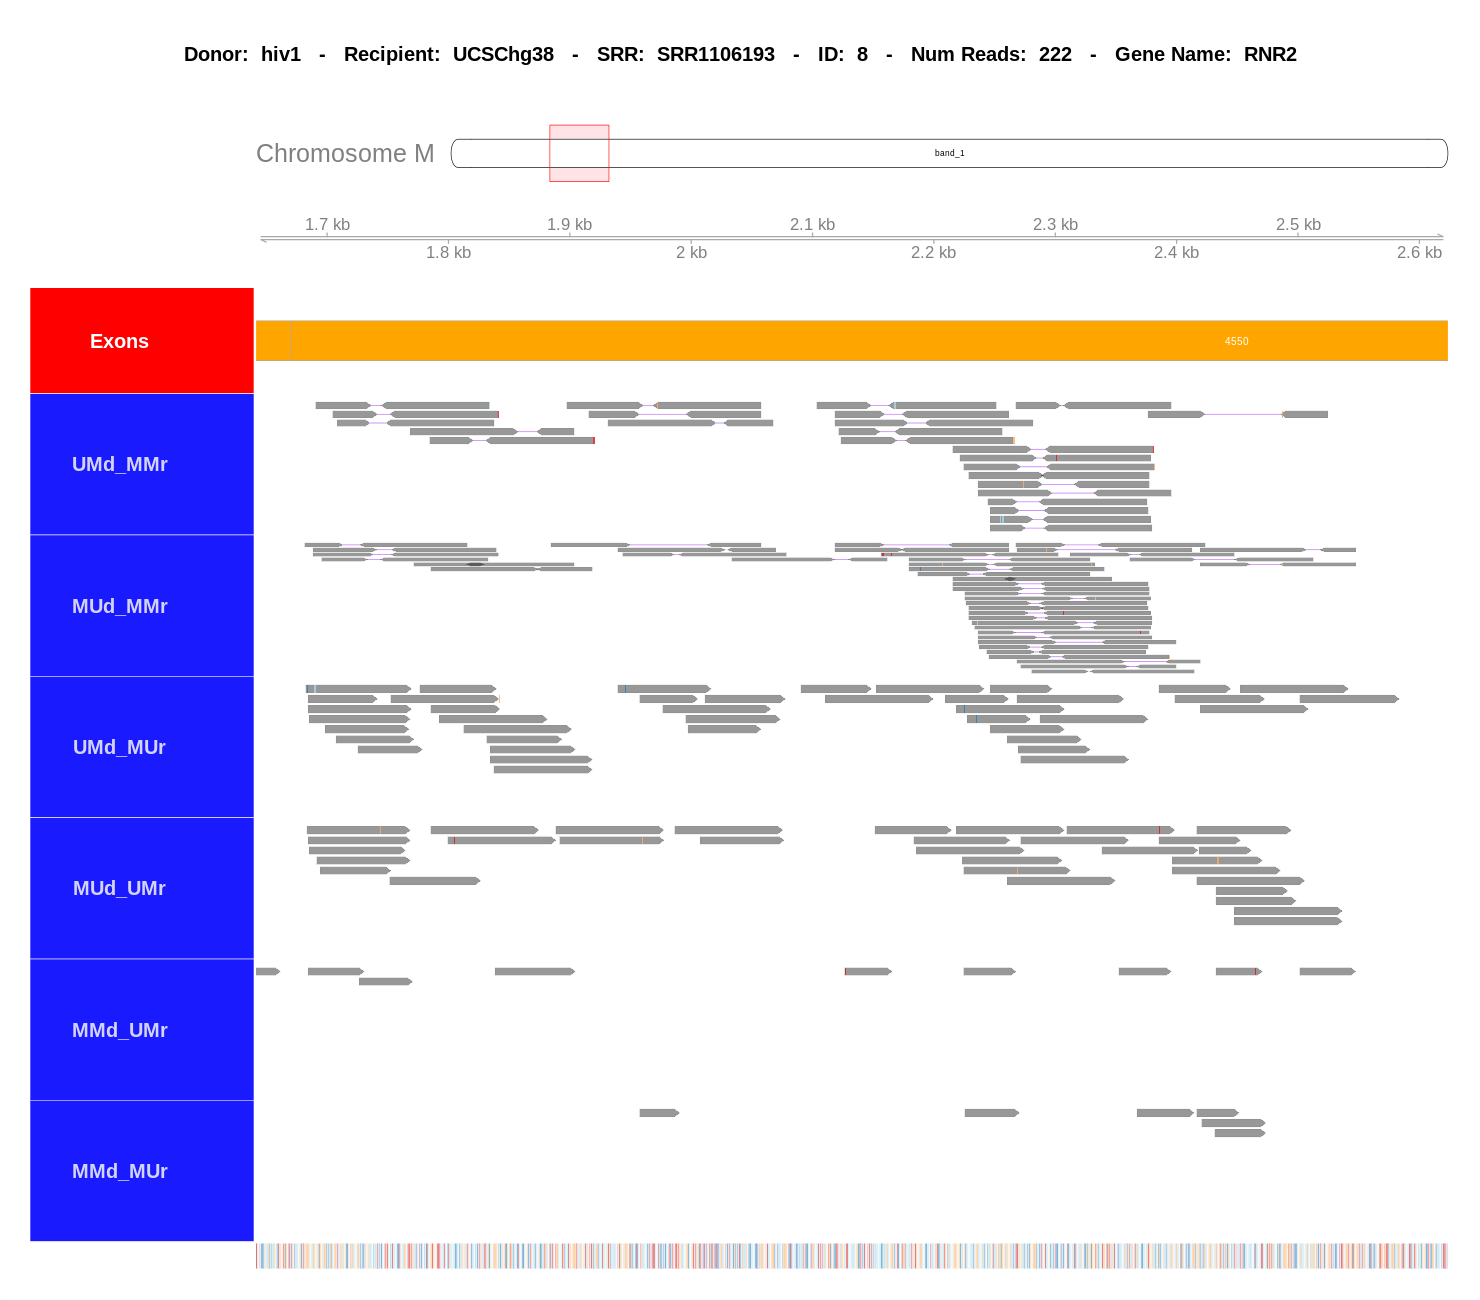 Donor: hiv1 - Recipient: UCSChg38 - SRR: SRR1106193 - ID: 8 - Num Reads: 222 - Gene Name: RNR2
Chromosome M
band_1
1.7 kb 1.9 kb 2.1 kb 2.3 kb 2.5 kb
1.8 kb 2 kb 2.2 kb 2.4 kb 2.6 kb
Exons
4550
UMd_MMr
MUd_MMr
UMd_MUr
MUd_UMr
MMd_UMr
MMd_MUr